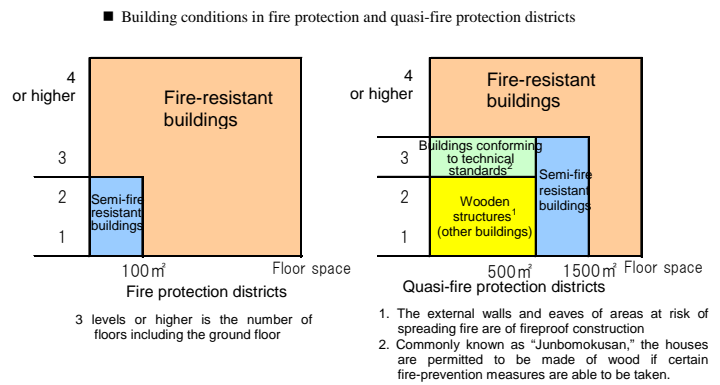 ■ Building conditions in fire protection and quasi-fire protection districts
4
or higher
3
2
1
Fire-resistant
buildings
Semi-fire
resistant
buildings
100㎡
Floor space
Fire protection districts
3 levels or higher is the number of
floors including the ground floor
4
or higher
3
2
1
Fire-resistant
buildings
Buildings conforming
to technical
standards²
Semi-fire
resistant
buildings
Wooden
structures¹
(other buildings)
500㎡
1500㎡
Floor space
Quasi-fire protection districts
1. The external walls and eaves of areas at risk of
spreading fire are of fireproof construction
2. Commonly known as “Junbomokusan,” the houses
are permitted to be made of wood if certain
fire-prevention measures are able to be taken.